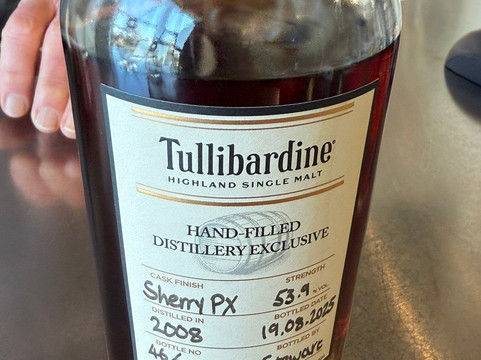 Tullibardine
HIGHLAND SINGLE MALT
HAND-FILLED
DISTILLERY EXCLUSIVE
CASK FINISH STRENGTH
Sherry PX 53.9 % VOL
DISTILLED IN BOTTLED DATE
2008 19.08.2025
BOTTLE NO BOTTLED BY